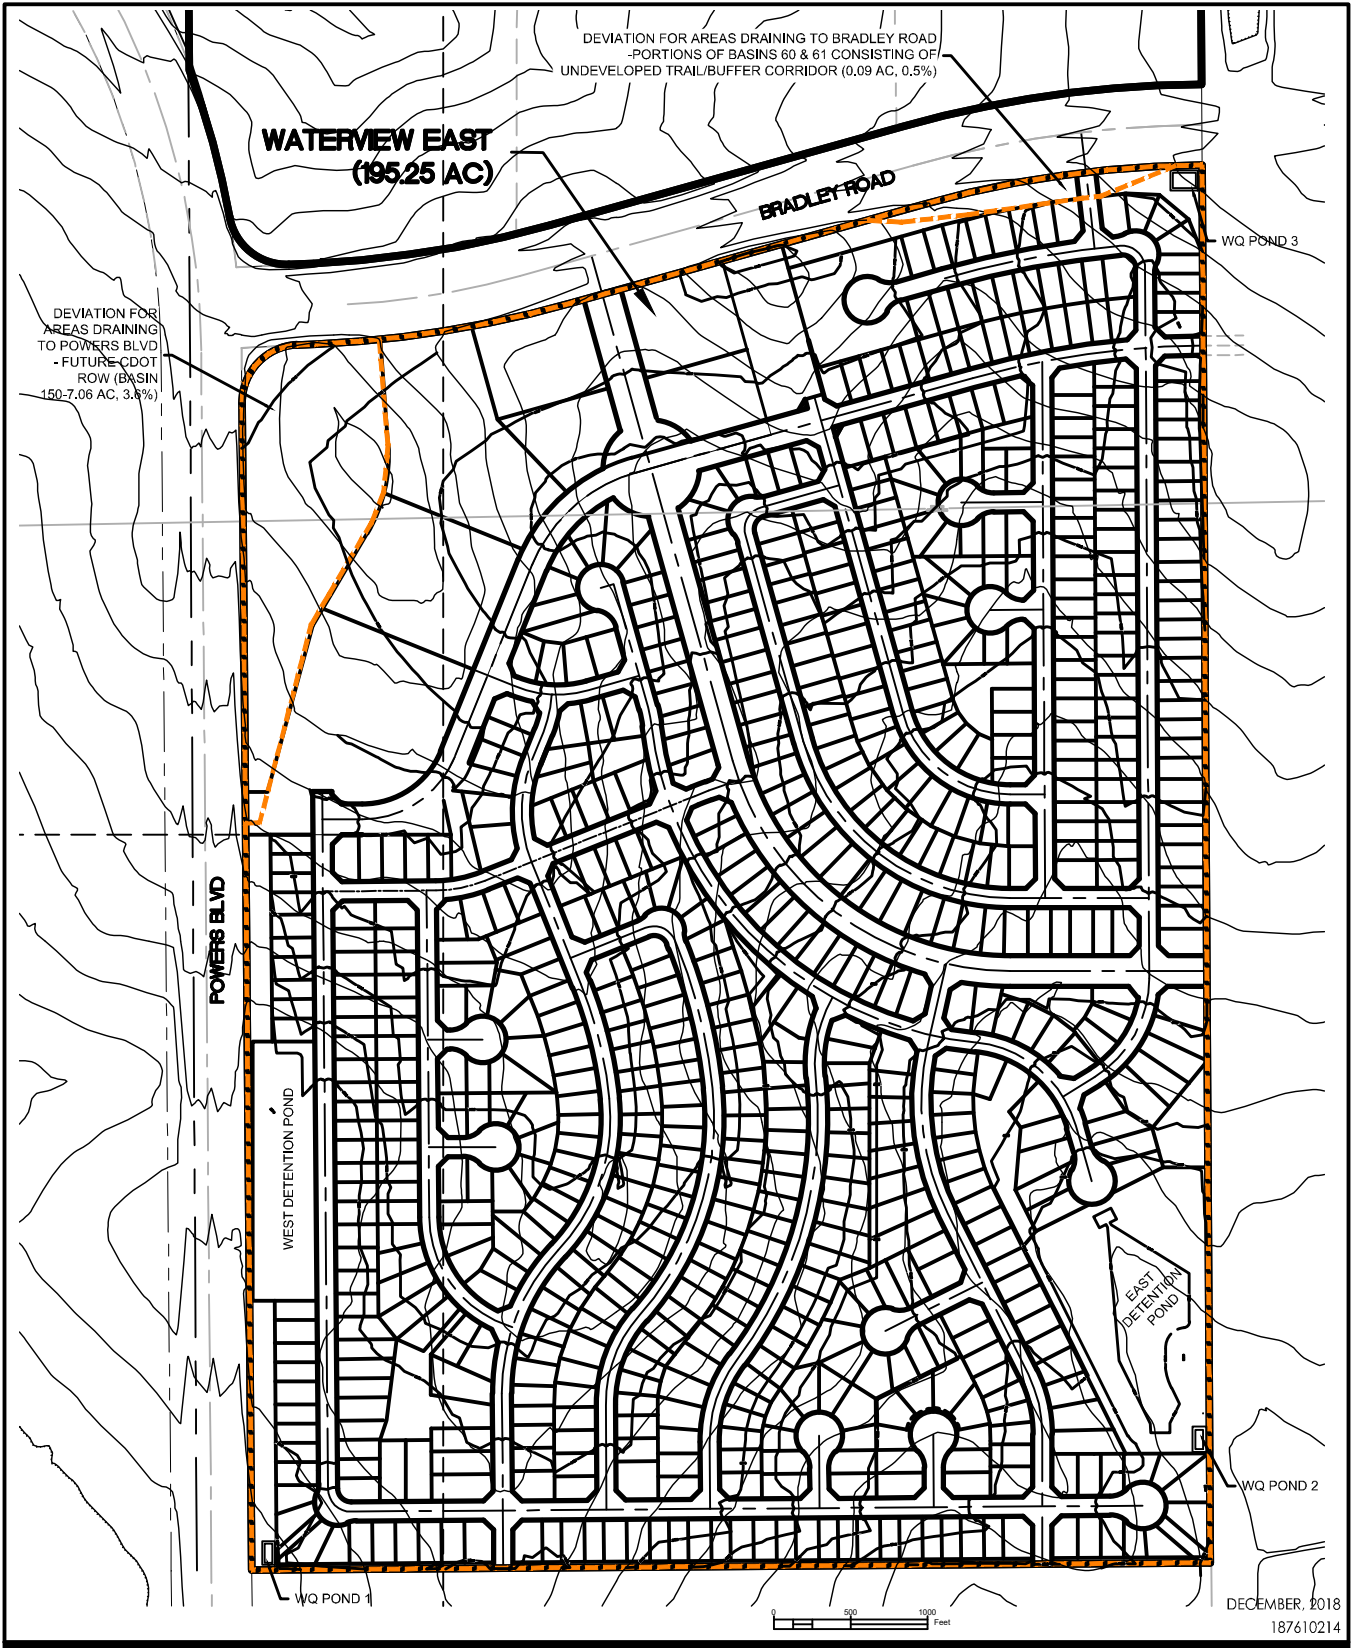 DEVIATION FOR AREAS DRAINING TO BRADLEY ROAD
-PORTIONS OF BASINS 60 & 61 CONSISTING OF
UNDEVELOPED TRAIL/BUFFER CORRIDOR (0.09 AC, 0.5%)
WATERVIEW EAST
(195.25 AC)
BRADLEY ROAD
WQ POND 3
DEVIATION FOR
AREAS DRAINING
TO POWERS BLVD
- FUTURE CDOT
ROW (BASIN
150-7.06 AC, 3.6%)
POWERS BLVD
WEST DETENTION POND
EAST
DETENTION
POND
WQ POND 2
WQ POND 1
0 500 1000
Feet
DECEMBER, 2018
187610214